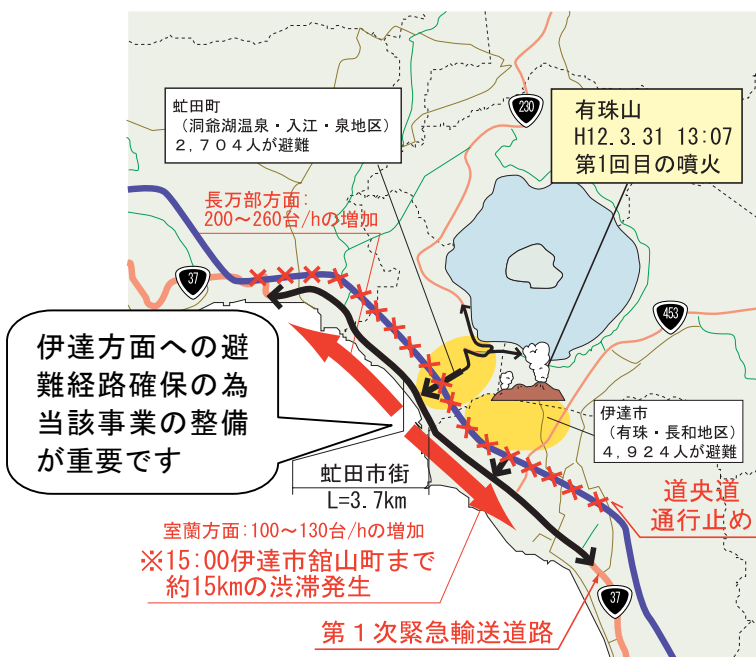 230
虻田町
（洞爺湖温泉・入江・泉地区）
２,７０４人が避難
有珠山
H12.3.31 13:07
第1回目の噴火
長万部方面：
200～260台/hの増加
37
453
伊達方面への避
難経路確保の為
当該事業の整備
が重要です
伊達市
（有珠・長和地区）
４,９２４人が避難
虻田市街
L=3.7km
道央道
通行止め
室蘭方面：100～130台/hの増加
※15:00伊達市舘山町まで
約15kmの渋滞発生
37
第１次緊急輸送道路